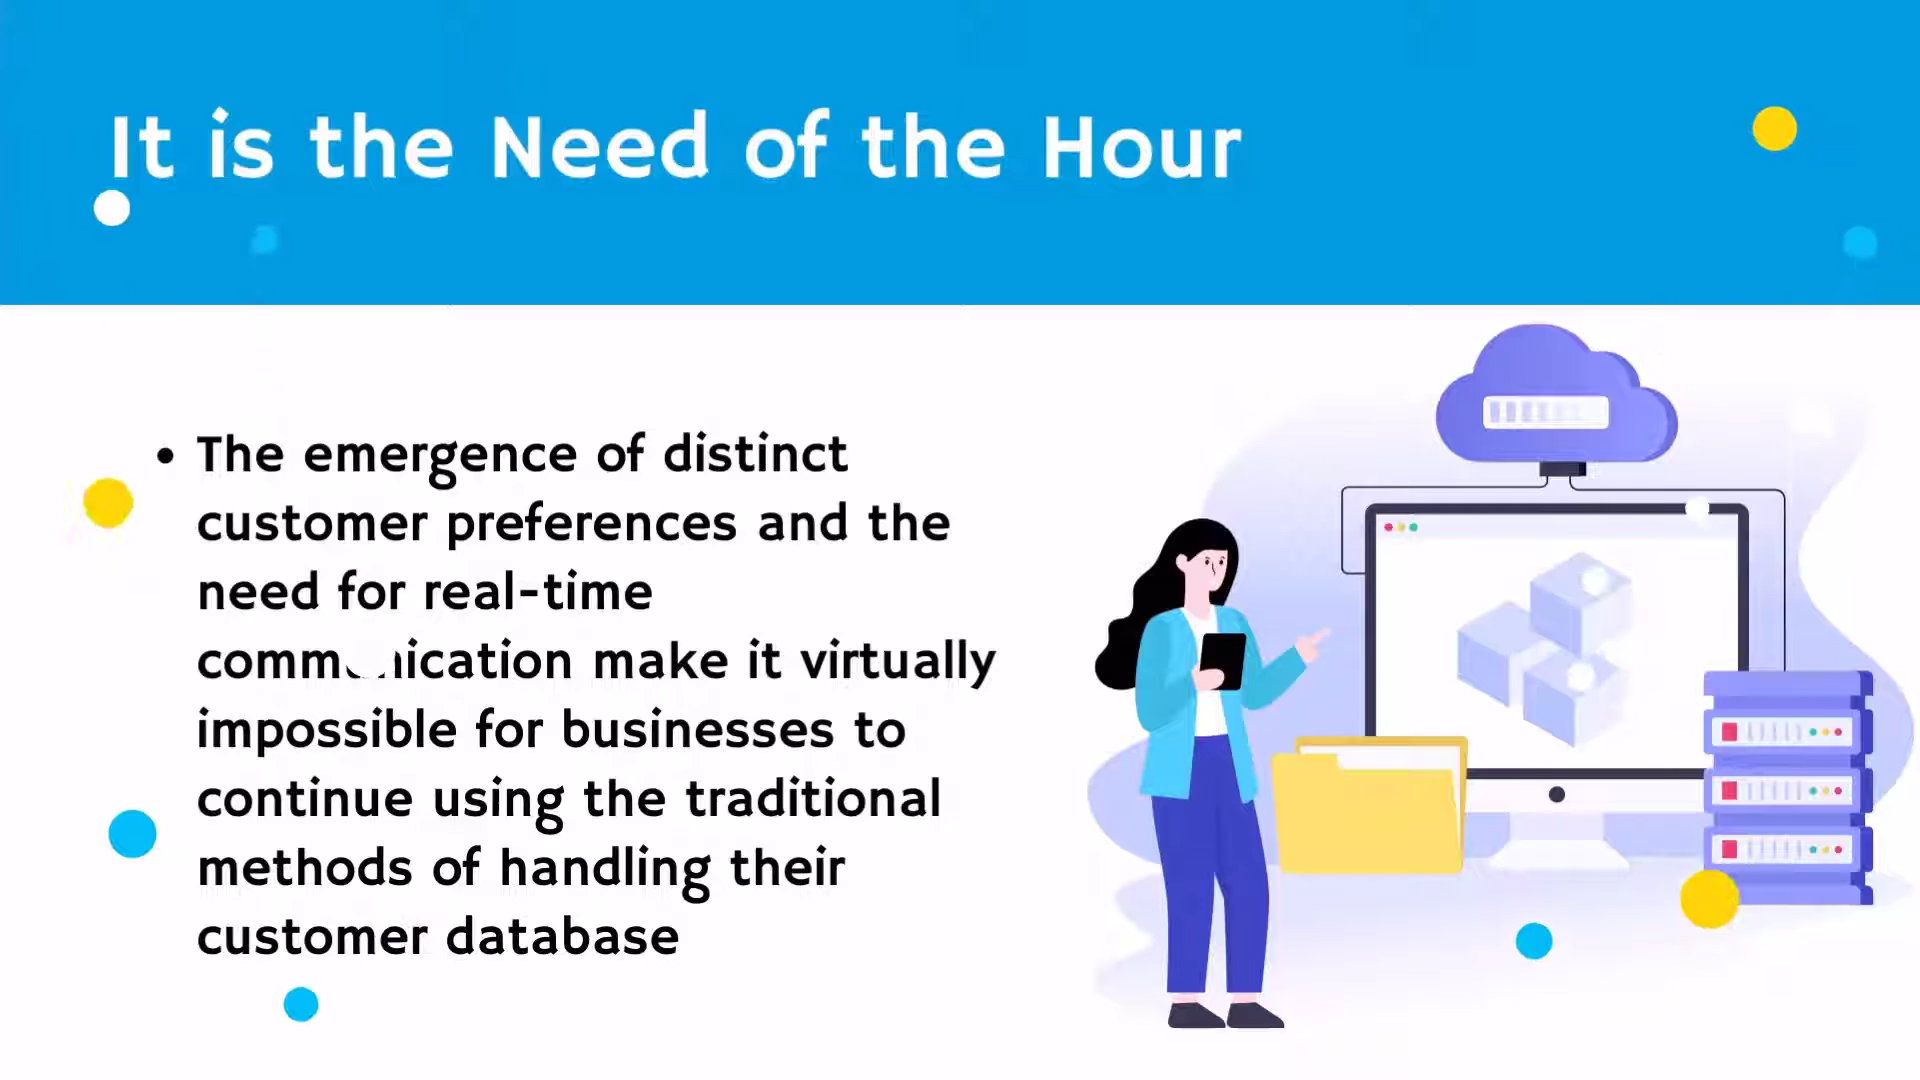 It is the Need of the Hour
• The emergence of distinct
customer preferences and the
need for real-time
communication make it virtually
impossible for businesses to
continue using the traditional
methods of handling their
customer database